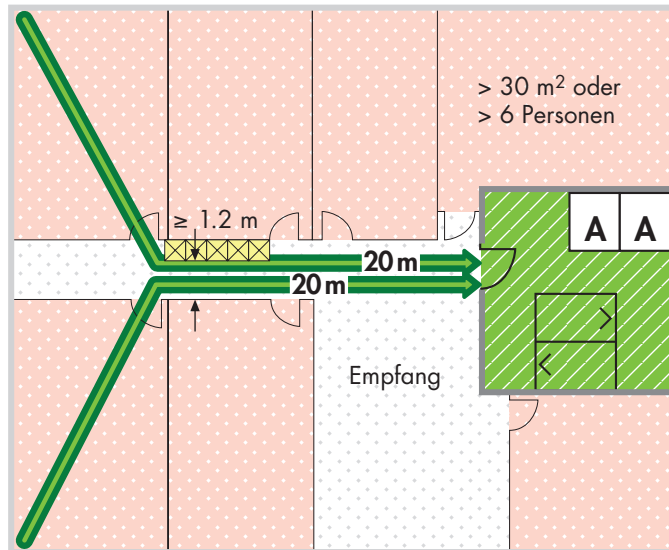 > 30 m² oder
> 6 Personen
A A
≥ 1.2 m
20 m
20 m
Empfang